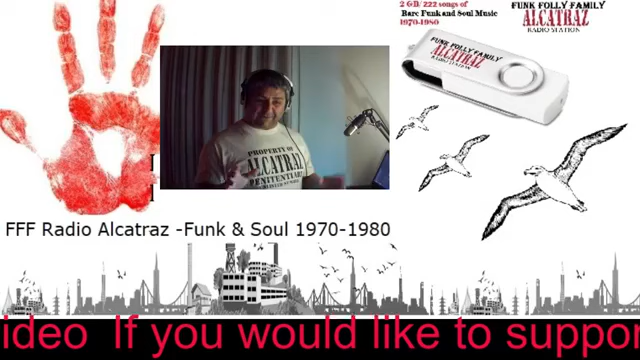 2 GB/ 222 songs of
Rare Funk and Soul Music
1970-1980
FUNK FOLLY FAMILY
ALCATRAZ
RADIO STATION
FUNK FOLLY FAMILY
ALCATRAZ
RADIO STATION
PROPERTY OF
ALCATRAZ
PENITENTIARY
FFF Radio Alcatraz -Funk & Soul 1970-1980
ideo If you would like to suppor